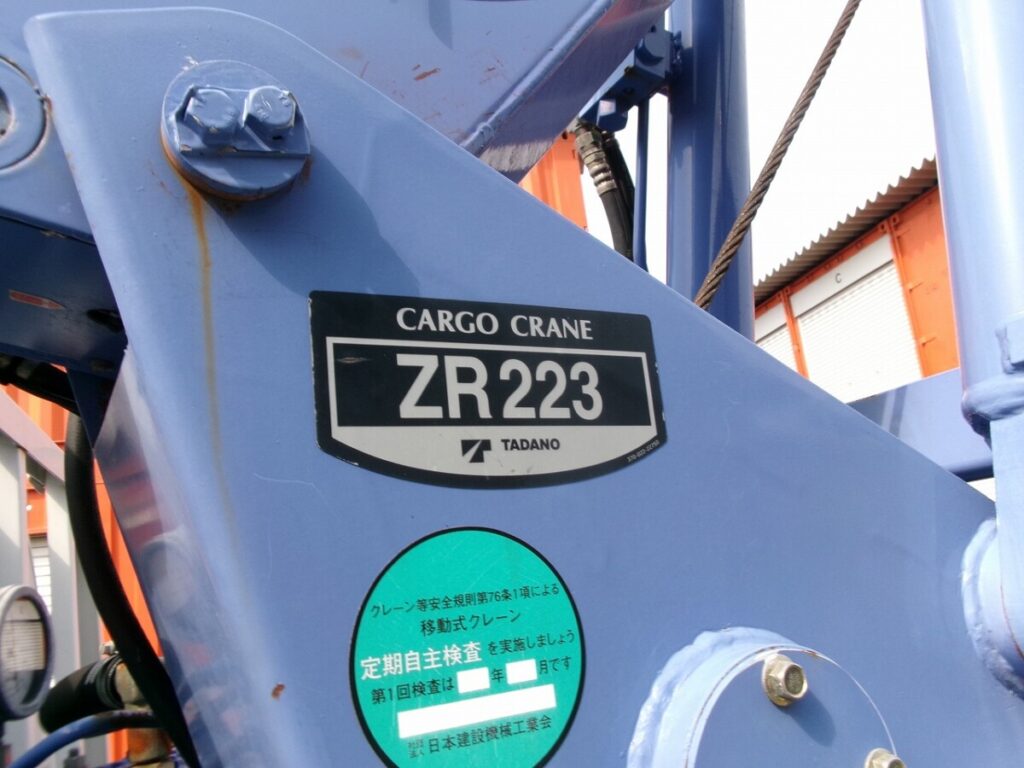 CARGO CRANE
ZR223
TADANO
C
クレーン等安全規則第76条1項による
移動式クレーン
定期自主検査 を実施しましょう
第1回検査は 年 月です
日本建設機械工業会